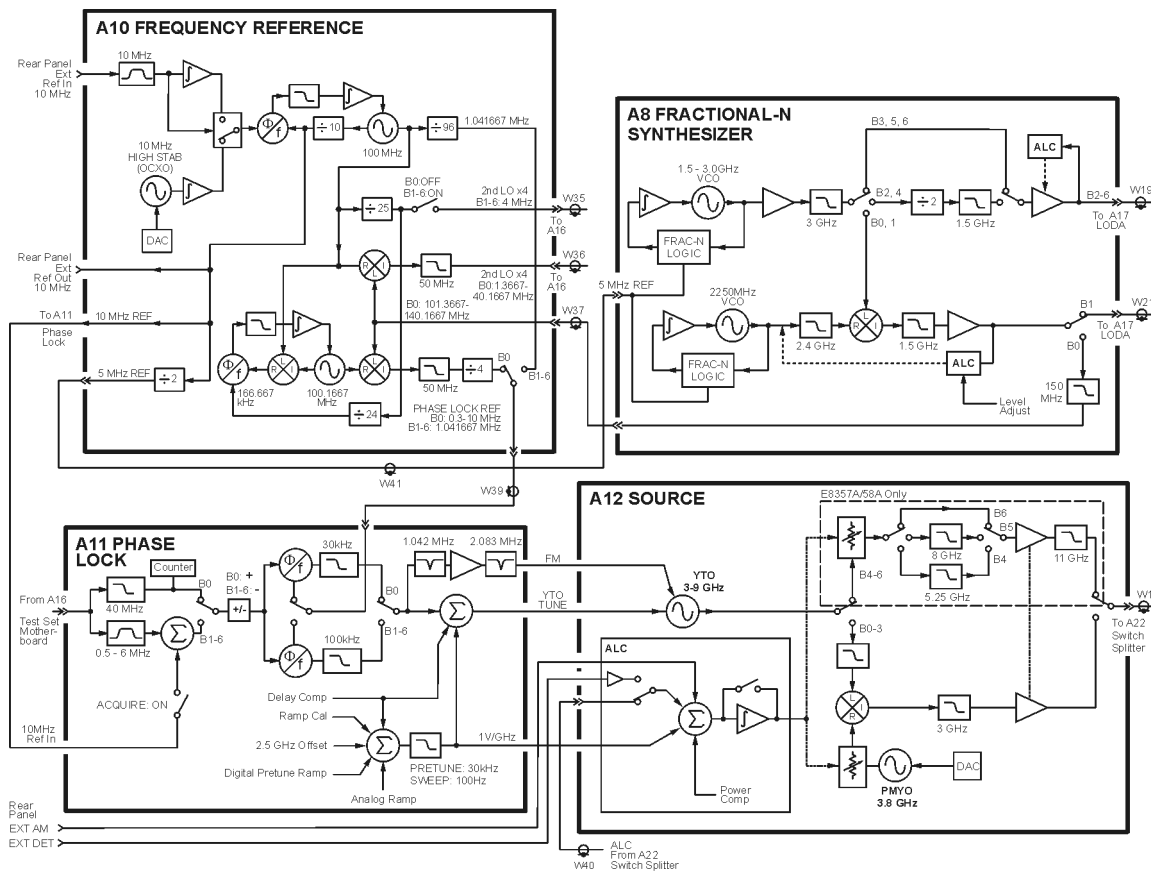 A10 FREQUENCY REFERENCE
Rear Panel
Ext
Ref In
10 MHz
10 MHz
Φ
f
÷10
100 MHz
÷96
1.041667 MHz
10 MHz
HIGH STAB
(OCXO)
DAC
÷25
B0:OFF
B1-6:ON
2nd LO x4
B1-6: 4 MHz
W35
To
A16
Rear Panel
Ext
Ref Out
10 MHz
R
L
I
50 MHz
2nd LO x4
B0:1.3667-
40.1667 MHz
W36
To
A16
B0: 101.3667-
140.1667 MHz
W37
To A11
Phase
Lock
10 MHz REF
5 MHz REF
÷2
Φ
f
166.667
kHz
L
R
I
100.1667
MHz
L
R
I
50 MHz
÷4
B0
B1-6
÷24
PHASE LOCK REF
B0: 0.3-10 MHz
B1-6: 1.041667 MHz
W41
W39
A8 FRACTIONAL-N
SYNTHESIZER
B3, 5, 6
ALC
1.5 - 3.0GHz
VCO
3 GHz
B2, 4
÷2
1.5 GHz
B2-6
W19
To A17
LODA
B0, 1
FRAC-N
LOGIC
5 MHz REF
2250MHz
VCO
2.4 GHz
L
R
I
1.5 GHz
B1
W21
To A17
LODA
B0
FRAC-N
LOGIC
ALC
Level
Adjust
150
MHz
A11 PHASE
LOCK
Counter
From A16
Test Set
Mother-
board
40 MHz
B0
B0: +
B1-6: -
+/-
Σ
B1-6
0.5 - 6 MHz
Φ
f
30kHz
Φ
f
100kHz
B0
B1-6
1.042 MHz
2.083 MHz
FM
Σ
YTO
TUNE
ACQUIRE: ON
10MHz
Ref In
Delay Comp
Ramp Cal
2.5 GHz Offset
Digital Pretune Ramp
Σ
Analog Ramp
PRETUNE: 30kHz
SWEEP: 100Hz
1V/GHz
Rear
Panel
EXT AM
EXT DET
A12 SOURCE
E8357A/58A Only
YTO
3-9 GHz
B6
B5
B4
8 GHz
5.25 GHz
11 GHz
B4-6
B0-3
W1
To A22
Switch
Splitter
ALC
Σ
Power
Comp
L
R
I
3 GHz
PMYO
3.8 GHz
DAC
W40
ALC
From A22
Switch Splitter